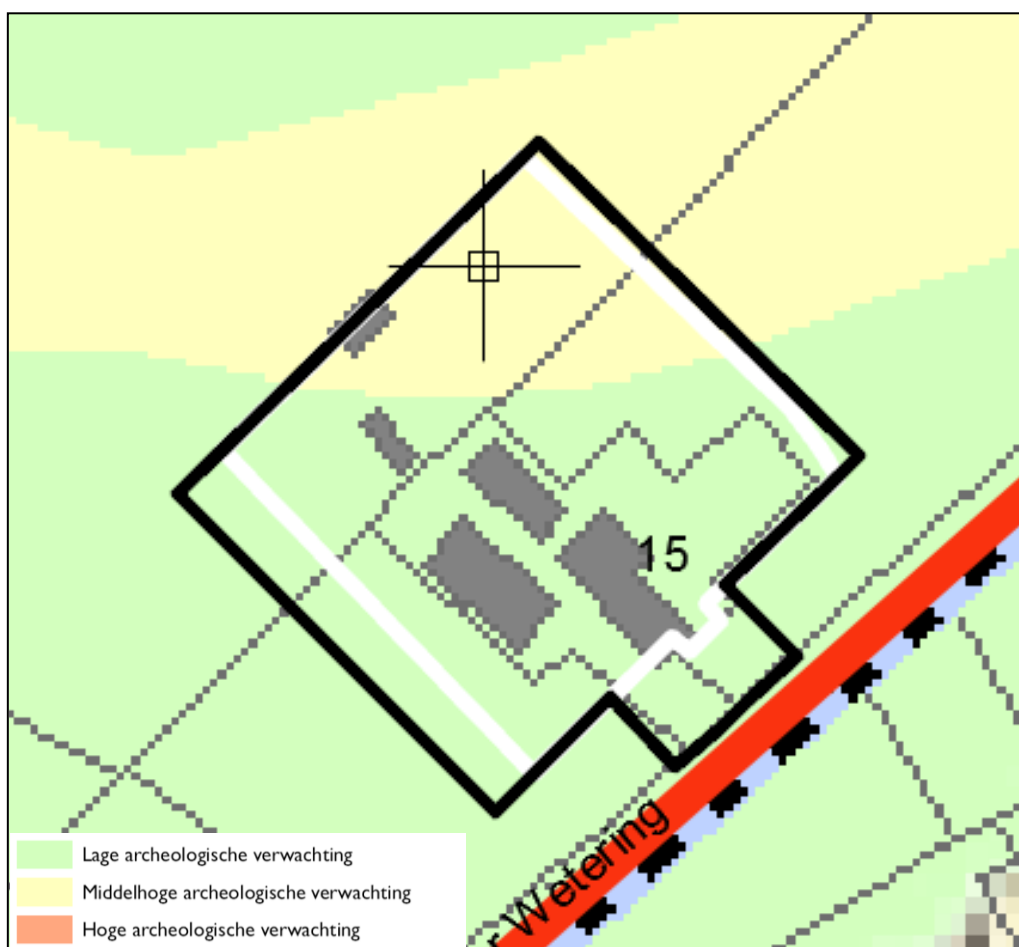 15
r Wetering
Lage archeologische verwachting
Middelhoge archeologische verwachting
Hoge archeologische verwachting